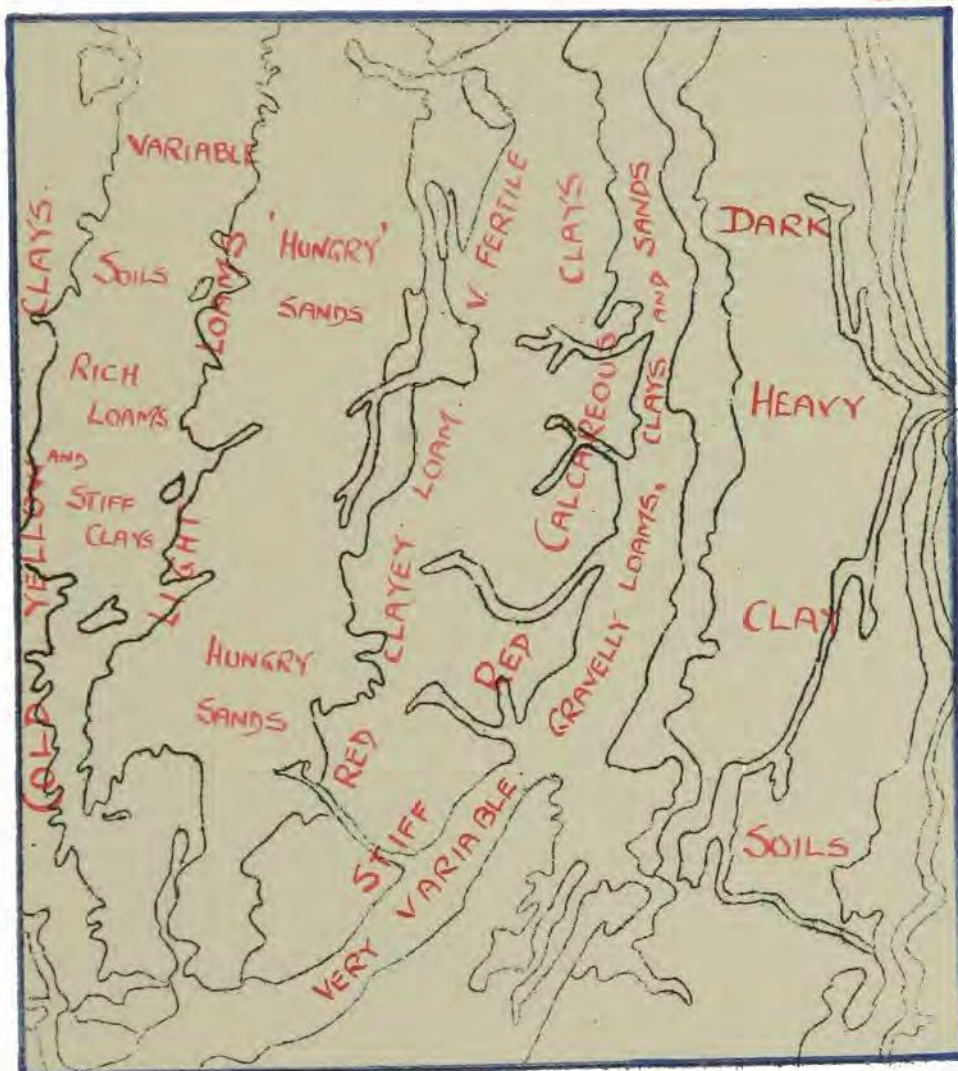 VARIABLE
SOILS
RICH
LOAMS
AND
STIFF
CLAYS
COLD YELLOW CLAYS
LIGHT LOAMS
'HUNGRY'
SANDS
HUNGRY
SANDS
RED CLAYEY LOAM V. FERTILE
STIFF RED CALCAREOUS CLAYS
VERY VARIABLE GRAVELLY LOAMS, CLAYS AND SANDS
DARK
HEAVY
CLAY
SOILS